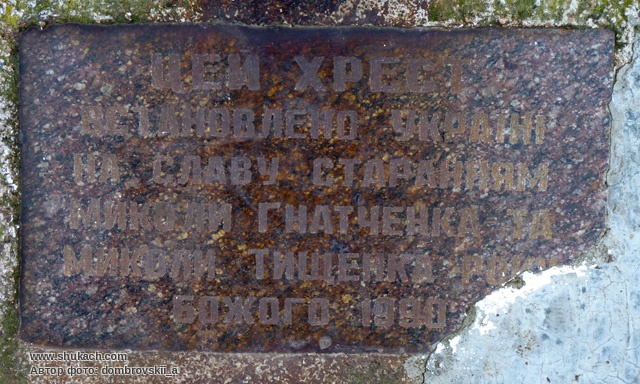 ЦЕЙ ХРЕСТ
ВСТАНОВЛЕНО УКРАЇНІ
НА СЛАВУ СТАРАННЯМ
МИКОЛИ ГНАТЧЕНКА ТА
МИКОЛИ ТИЩЕНКА РОКУ
БОЖОГО 1990
www.shukach.com
Автор фото: dombrovskii_a